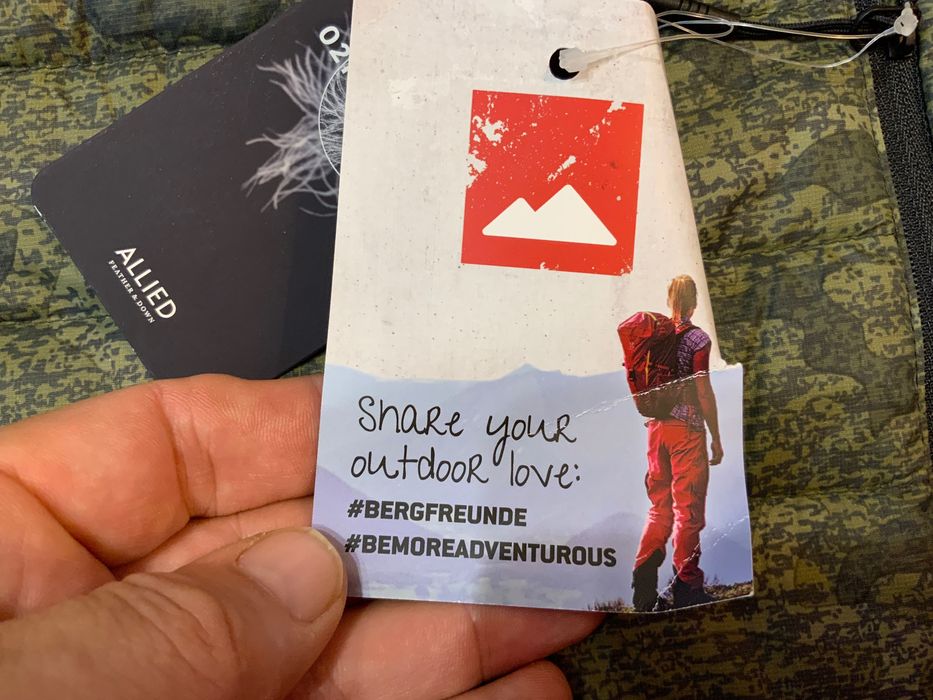 ALLIED
FEATHER & DOWN
Share your
outdoor love:
#BERGFREUNDE
#BEMOREADVENTUROUS